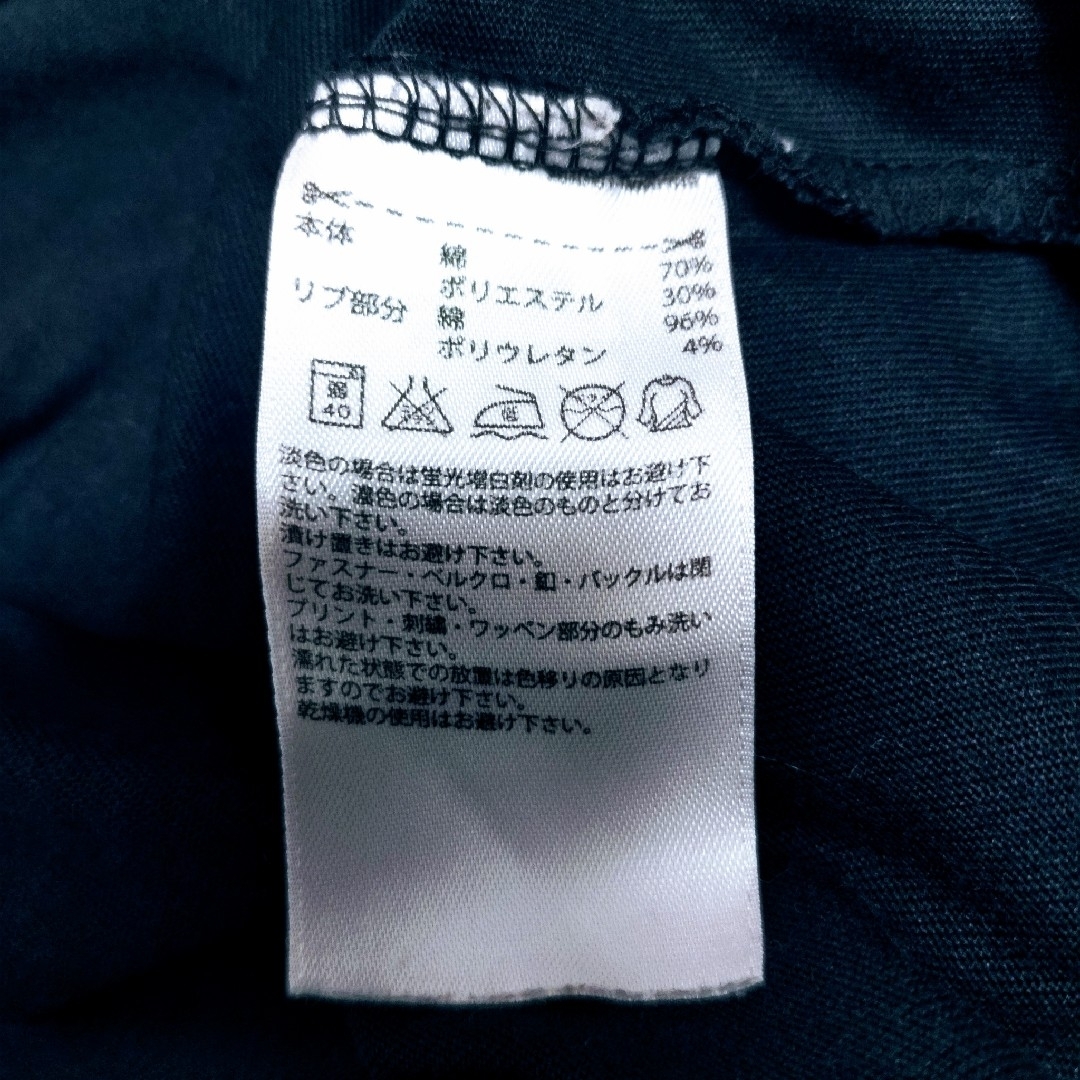 本体 綿 70%
ポリエステル 30%
リブ部分 綿 96%
ポリウレタン 4%
弱 40 低
淡色の場合は蛍光増白剤の使用はお避け下
さい。濃色の場合は淡色のものと分けてお
洗い下さい。
漬け置きはお避け下さい。
ファスナー・ベルクロ・釦・バックルは閉
じてお洗い下さい。
プリント・刺繍・ワッペン部分のもみ洗い
はお避け下さい。
濡れた状態での放置は色移りの原因となり
ますのでお避け下さい。
乾燥機の使用はお避け下さい。